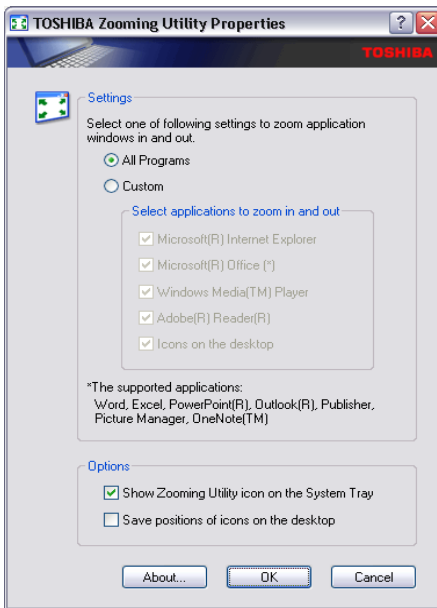 TOSHIBA Zooming Utility Properties
TOSHIBA
Settings
Select one of following settings to zoom application
windows in and out.
All Programs
Custom
Select applications to zoom in and out
Microsoft(R) Internet Explorer
Microsoft(R) Office (*)
Windows Media(TM) Player
Adobe(R) Reader(R)
Icons on the desktop
*The supported applications:
Word, Excel, PowerPoint(R), Outlook(R), Publisher,
Picture Manager, OneNote(TM)
Options
Show Zooming Utility icon on the System Tray
Save positions of icons on the desktop
About... OK Cancel